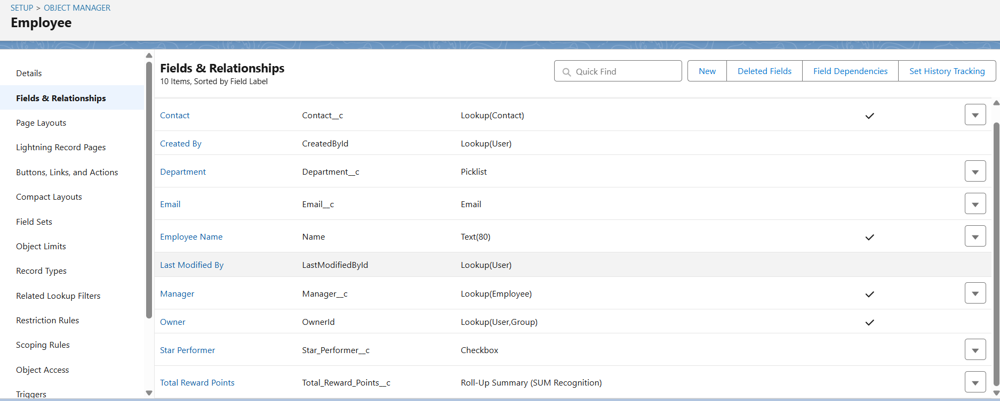 SETUP > OBJECT MANAGER
Employee
Details
Fields & Relationships
Page Layouts
Lightning Record Pages
Buttons, Links, and Actions
Compact Layouts
Field Sets
Object Limits
Record Types
Related Lookup Filters
Restriction Rules
Scoping Rules
Object Access
Triggers
Fields & Relationships
10 Items, Sorted by Field Label
Quick Find
New
Deleted Fields
Field Dependencies
Set History Tracking
Contact Contact__c Lookup(Contact)
Created By CreatedById Lookup(User)
Department Department__c Picklist
Email Email__c Email
Employee Name Name Text(80)
Last Modified By LastModifiedById Lookup(User)
Manager Manager__c Lookup(Employee)
Owner OwnerId Lookup(User,Group)
Star Performer Star_Performer__c Checkbox
Total Reward Points Total_Reward_Points__c Roll-Up Summary (SUM Recognition)